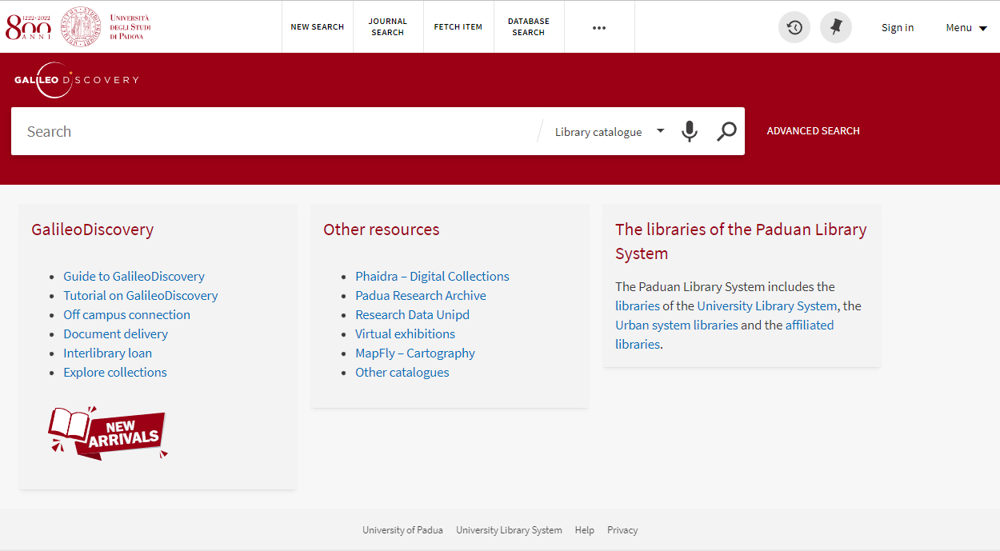 1222·2022
800
ANNI
UNIVERSITÀ
DEGLI STUDI
DI PADOVA
NEW SEARCH
JOURNAL
SEARCH
FETCH ITEM
DATABASE
SEARCH
Sign in
Menu
GALILEO DISCOVERY
Search
Library catalogue
ADVANCED SEARCH
GalileoDiscovery
Guide to GalileoDiscovery
Tutorial on GalileoDiscovery
Off campus connection
Document delivery
Interlibrary loan
Explore collections
NEW
ARRIVALS
Other resources
Phaidra – Digital Collections
Padua Research Archive
Research Data Unipd
Virtual exhibitions
MapFly – Cartography
Other catalogues
The libraries of the Paduan Library
System
The Paduan Library System includes the
libraries of the University Library System, the
Urban system libraries and the affiliated
libraries.
University of Padua University Library System Help Privacy